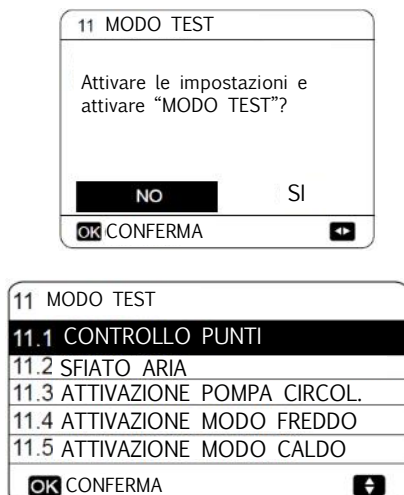 11 MODO TEST
Attivare le impostazioni e
attivare “MODO TEST”?
NO SI
OK CONFERMA
11 MODO TEST
11.1 CONTROLLO PUNTI
11.2 SFIATO ARIA
11.3 ATTIVAZIONE POMPA CIRCOL.
11.4 ATTIVAZIONE MODO FREDDO
11.5 ATTIVAZIONE MODO CALDO
OK CONFERMA